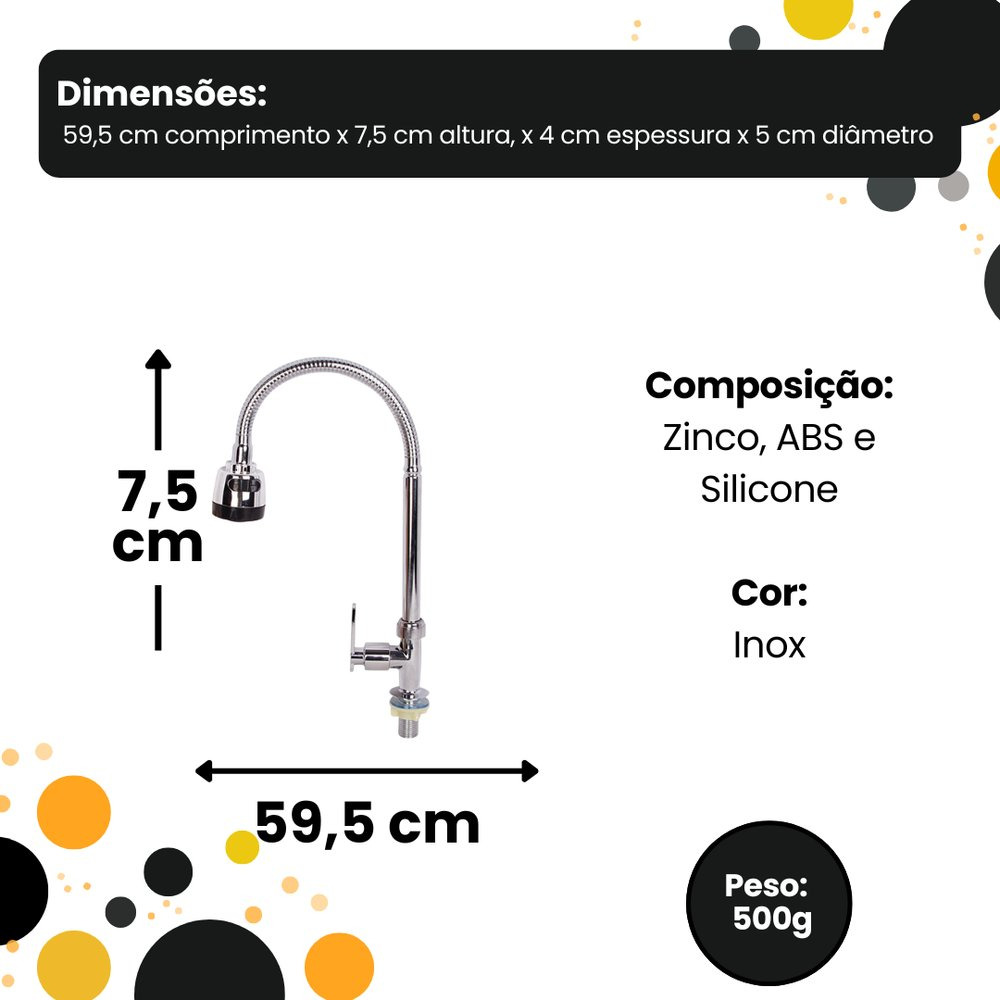 Dimensões:
59,5 cm comprimento x 7,5 cm altura, x 4 cm espessura x 5 cm diâmetro
Composição:
Zinco, ABS e
Silicone
7,5
cm
Cor:
Inox
59,5 cm
Peso:
500g